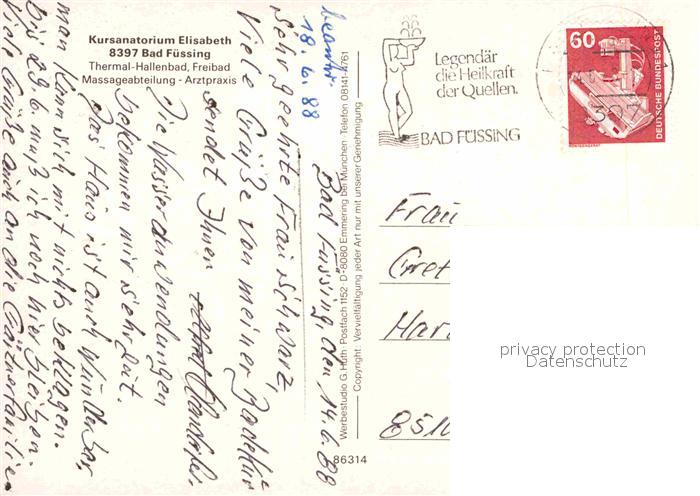 Kursanatorium Elisabeth
8397 Bad Füssing
Thermal-Hallenbad, Freibad
Massageabteilung - Arztpraxis
beantw.
18.6.88
Bad Füssing, den 14.6.88
Sehr geehrte Frau Schwarz,
Viele Grüße von meiner Badekur
sendet Ihnen
Die Wasseranwendungen
bekommen mir sehr gut.
Das Haus ist auch wunderbar,
man kann sich mit nichts beklagen.
Bis 29.6 muß ich noch hier bleiben.
Viele Grüße auch an die Gärtnerfamilie
Werbestudio G. Huth · Postfach 1152 · D-8080 Emmering bei München · Telefon 08141-4761
Copyright: Vervielfältigung jeder Art nur mit unserer Genehmigung
86314
Legendär
die Heilkraft
der Quellen.
BAD FÜSSING
60
DEUTSCHE BUNDESPOST
RÖNTGENGERÄT
Frau
Gret
Har
8510
privacy protection
Datenschutz